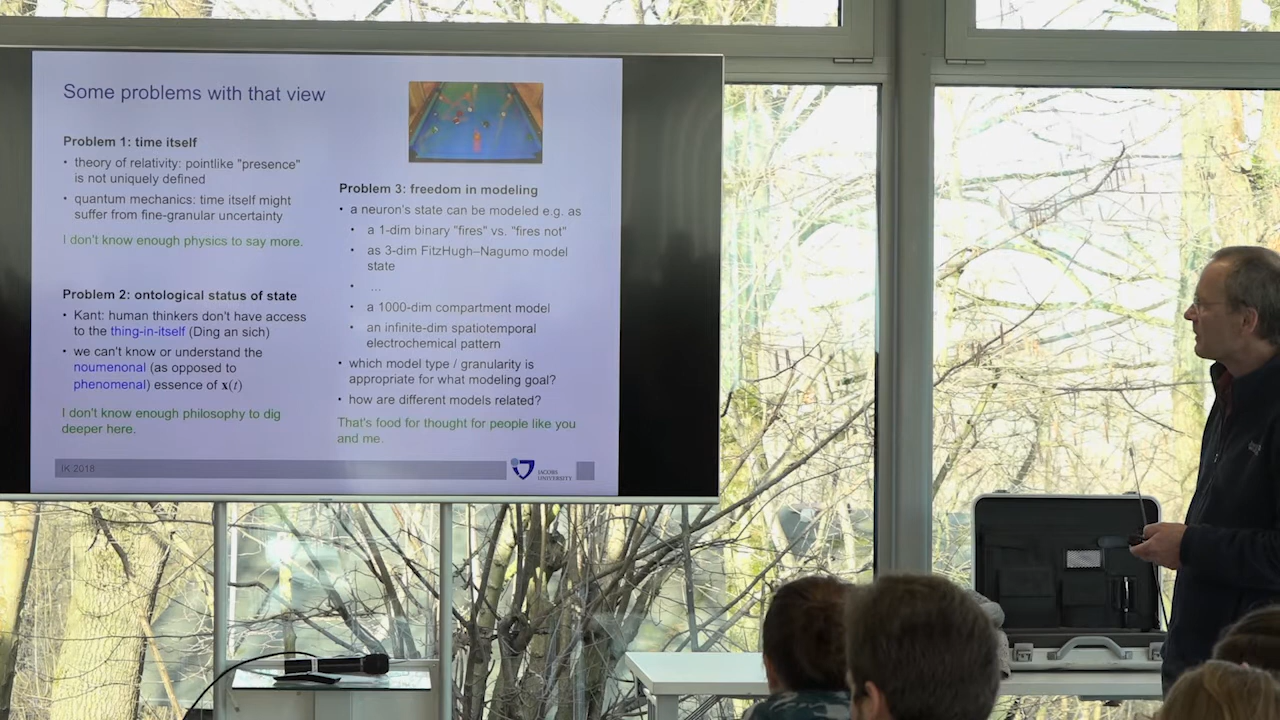 Some problems with that view
Problem 1: time itself
• theory of relativity: pointlike "presence"
is not uniquely defined
• quantum mechanics: time itself might
suffer from fine-granular uncertainty
I don't know enough physics to say more.
Problem 2: ontological status of state
• Kant: human thinkers don't have access
to the thing-in-itself (Ding an sich)
• we can't know or understand the
noumenonal (as opposed to
phenomenal) essence of x(t)
I don't know enough philosophy to dig
deeper here.
Problem 3: freedom in modeling
• a neuron's state can be modeled e.g. as
• a 1-dim binary "fires" vs. "fires not"
• as 3-dim FitzHugh–Nagumo model
state
• ...
• a 1000-dim compartment model
• an infinite-dim spatiotemporal
electrochemical pattern
• which model type / granularity is
appropriate for what modeling goal?
• how are different models related?
That's food for thought for people like you
and me.
IK 2018
JACOBS
UNIVERSITY